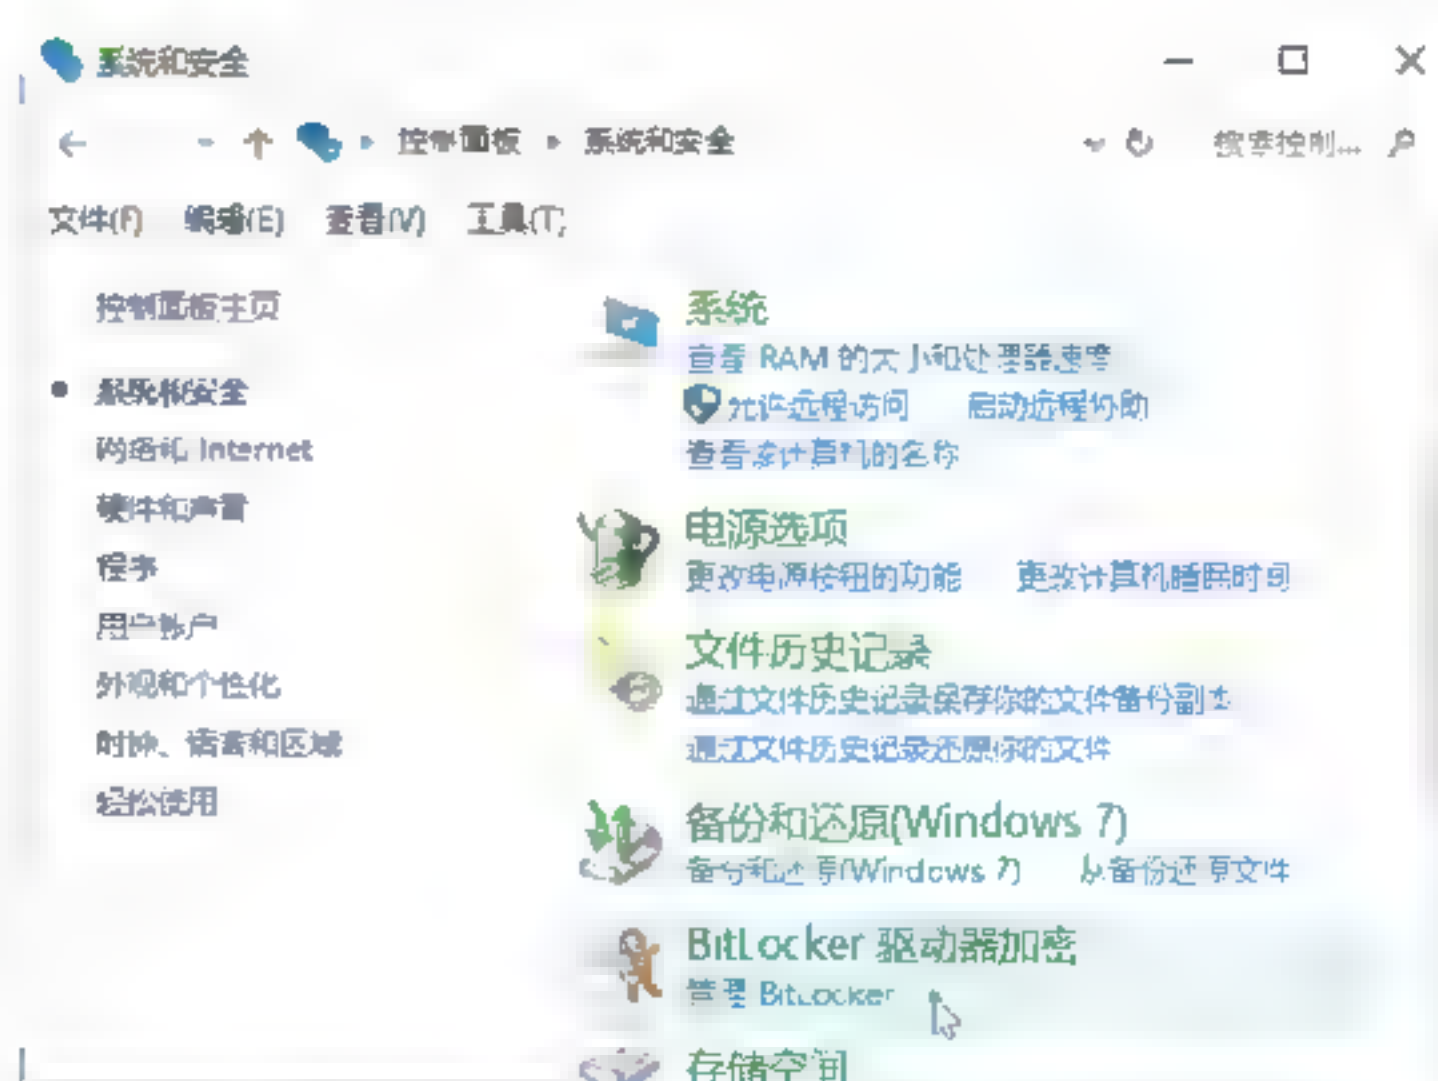 系统和安全
控制面板 系统和安全 搜索控制...
文件(F) 编辑(E) 查看(V) 工具(T)
控制面板主页
系统和安全
网络和 Internet
硬件和声音
程序
用户帐户
外观和个性化
时钟、语言和区域
轻松使用
系统
查看 RAM 的大小和处理器速度
允许远程访问 启动远程协助
查看该计算机的名称
电源选项
更改电源按钮的功能 更改计算机睡眠时间
文件历史记录
通过文件历史记录保存你的文件备份副本
通过文件历史记录还原你的文件
备份和还原(Windows 7)
备份和还原(Windows 7) 从备份还原文件
BitLocker 驱动器加密
管理 BitLocker
存储空间